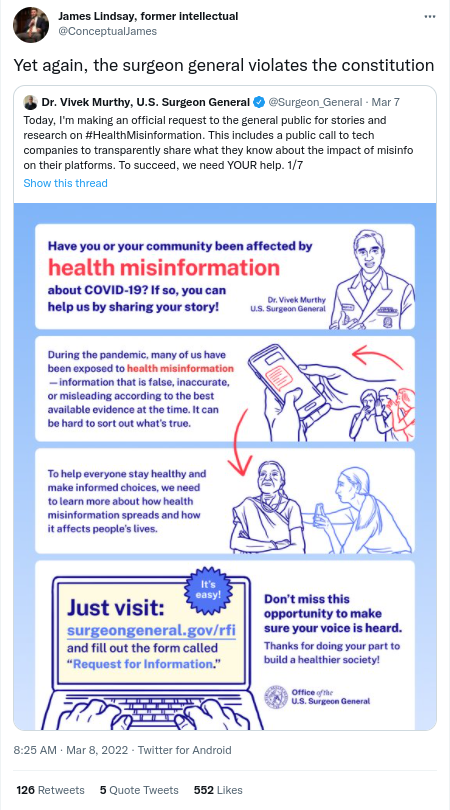 James Lindsay, former intellectual
@ConceptualJames
Yet again, the surgeon general violates the constitution
Dr. Vivek Murthy, U.S. Surgeon General @Surgeon_General · Mar 7
Today, I'm making an official request to the general public for stories and
research on #HealthMisinformation. This includes a public call to tech
companies to transparently share what they know about the impact of misinfo
on their platforms. To succeed, we need YOUR help. 1/7
Show this thread
Have you or your community been affected by
health misinformation
about COVID-19? If so, you can
help us by sharing your story!
Dr. Vivek Murthy
U.S. Surgeon General
During the pandemic, many of us have
been exposed to health misinformation
— information that is false, inaccurate,
or misleading according to the best
available evidence at the time. It can
be hard to sort out what's true.
To help everyone stay healthy and
make informed choices, we need
to learn more about how health
misinformation spreads and how
it affects people's lives.
It's
easy!
Just visit:
surgeongeneral.gov/rfi
and fill out the form called
“Request for Information.”
Don't miss this
opportunity to make
sure your voice is heard.
Thanks for doing your part to
build a healthier society!
Office of the
U.S. Surgeon General
8:25 AM · Mar 8, 2022 · Twitter for Android
126 Retweets 5 Quote Tweets 552 Likes